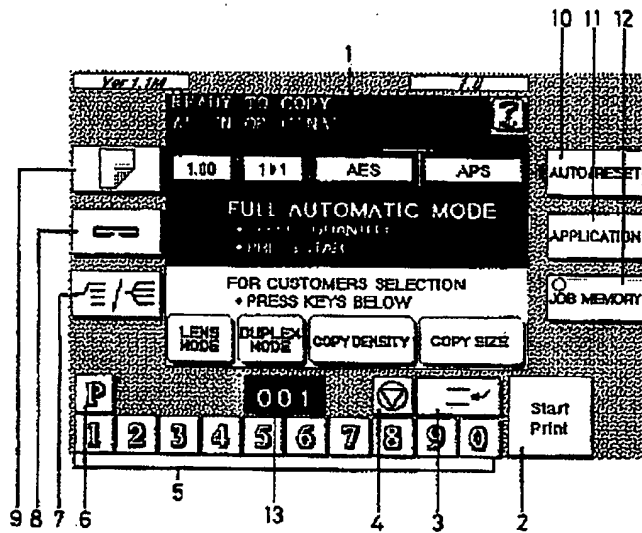 10 11 12
1
Ver 1.1M
1.0
READY TO COPY
1.00 1▶1 AES APS
FULL AUTOMATIC MODE
FOR CUSTOMERS SELECTION
• PRESS KEYS BELOW
LENS MODE
DUPLEX MODE
COPY DENSITY
COPY SIZE
AUTO RESET
APPLICATION
JOB MEMORY
P
001
Start
Print
1 2 3 4 5 6 7 8 9 0
9 8 7 6
5
13
4 3 2